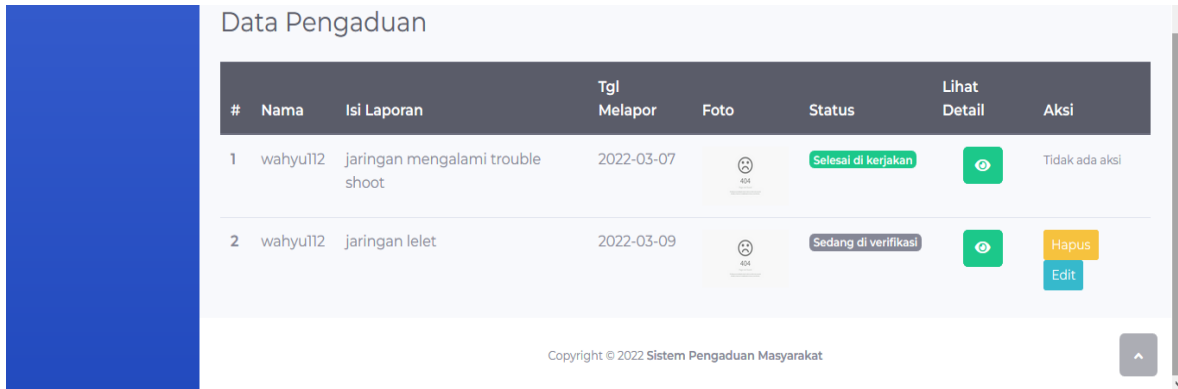 Data Pengaduan
# Nama Isi Laporan Tgl Melapor Foto Status Lihat Detail Aksi
1 wahyu112 jaringan mengalami trouble shoot 2022-03-07 404 Selesai di kerjakan Tidak ada aksi
2 wahyu112 jaringan lelet 2022-03-09 404 Sedang di verifikasi Hapus
Edit
Copyright © 2022 Sistem Pengaduan Masyarakat